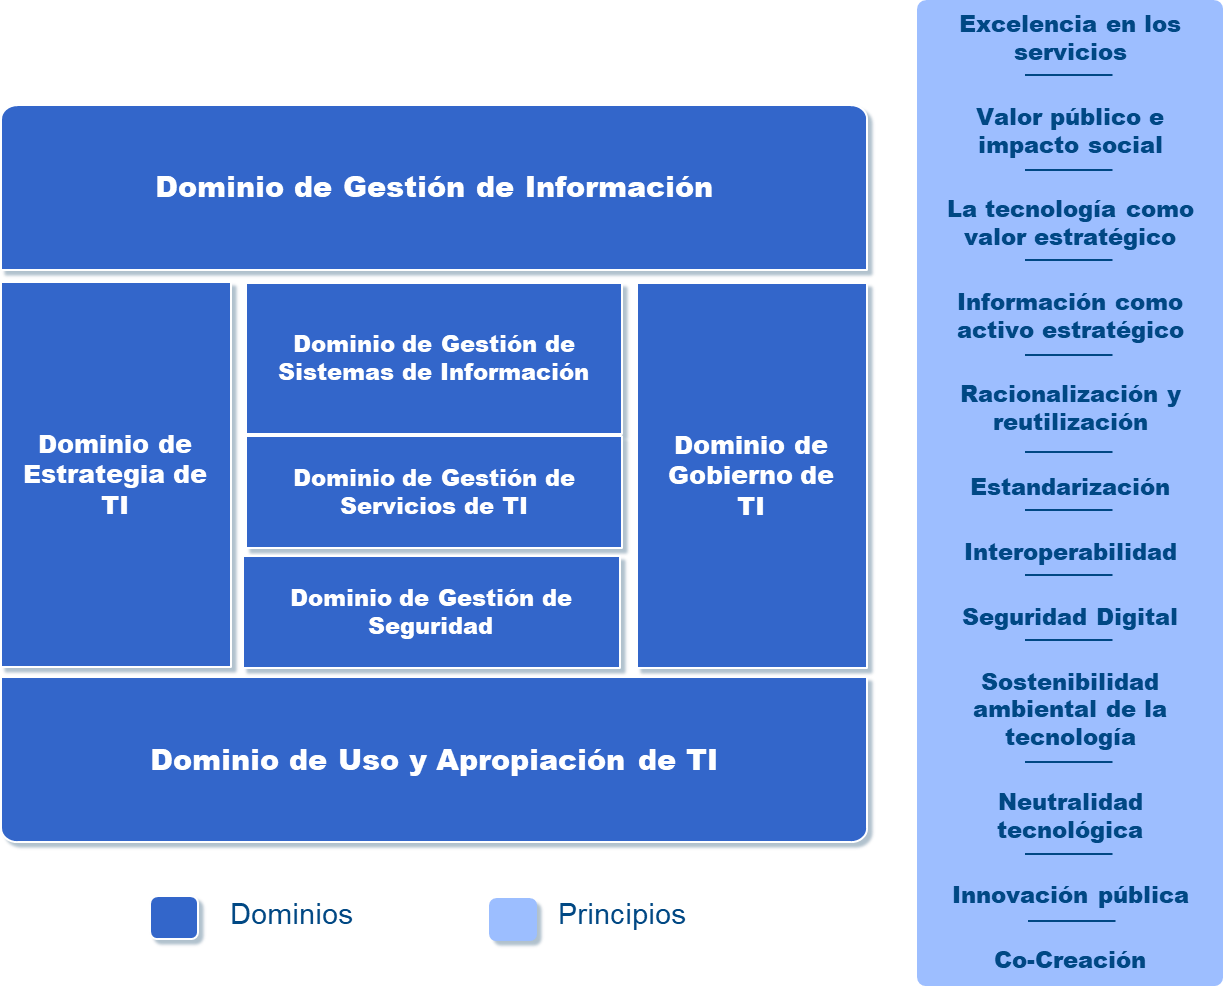 Dominio de Gestión de Información
Dominio de
Estrategia de
TI
Dominio de Gestión de
Sistemas de Información
Dominio de Gestión de
Servicios de TI
Dominio de Gestión de
Seguridad
Dominio de
Gobierno de
TI
Dominio de Uso y Apropiación de TI
Dominios
Principios
Excelencia en los
servicios
Valor público e
impacto social
La tecnología como
valor estratégico
Información como
activo estratégico
Racionalización y
reutilización
Estandarización
Interoperabilidad
Seguridad Digital
Sostenibilidad
ambiental de la
tecnología
Neutralidad
tecnológica
Innovación pública
Co-Creación